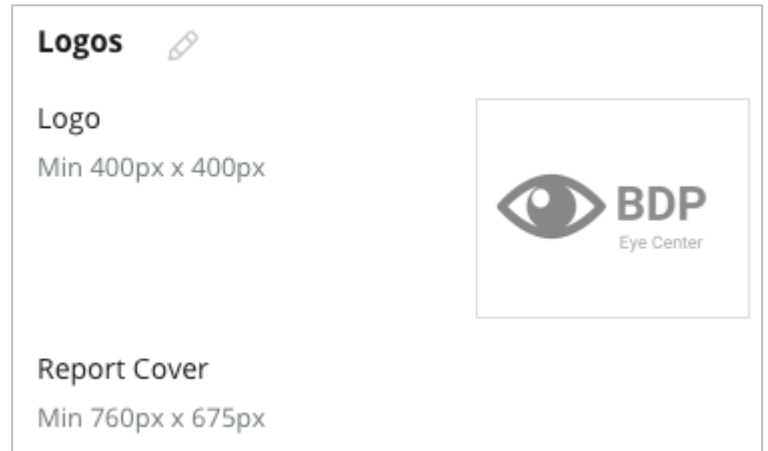 Logos
Logo
Min 400px x 400px
BDP
Eye Center
Report Cover
Min 760px x 675px